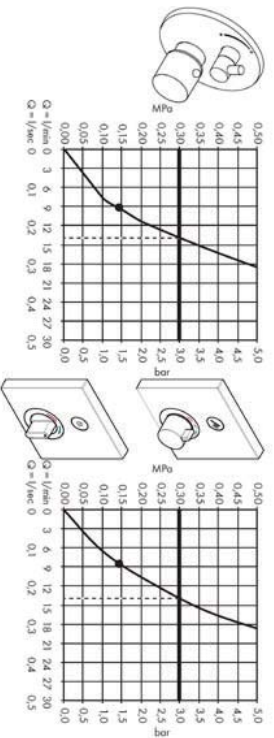 MPa
0,50 5,0
0,45 4,5
0,40 4,0
0,35 3,5
0,30 3,0
0,25 2,5
0,20 2,0
0,15 1,5
0,10 1,0
0,05 0,5
0,00 0,0
bar
Q = l/min 0 3 6 9 12 15 18 21 24 27 30
Q = l/sec 0 0,1 0,2 0,3 0,4 0,5
MPa
0,50 5,0
0,45 4,5
0,40 4,0
0,35 3,5
0,30 3,0
0,25 2,5
0,20 2,0
0,15 1,5
0,10 1,0
0,05 0,5
0,00 0,0
bar
Q = l/min 0 3 6 9 12 15 18 21 24 27 30
Q = l/sec 0 0,1 0,2 0,3 0,4 0,5